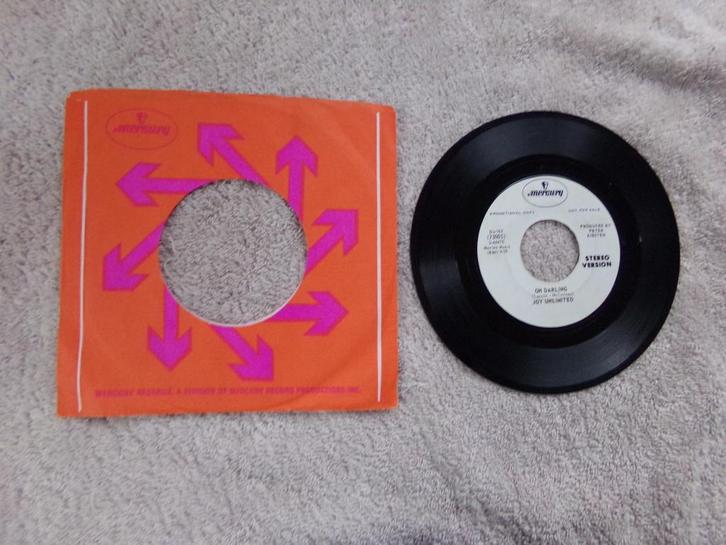 mercury
MERCURY RECORDS, A DIVISION OF MERCURY RECORD PRODUCTIONS INC.
mercury
PROMOTIONAL COPY NOT FOR SALE
PRODUCED BY
PETER
KIRSTEN
STEREO
VERSION
OH DARLING
JOY UNLIMITED